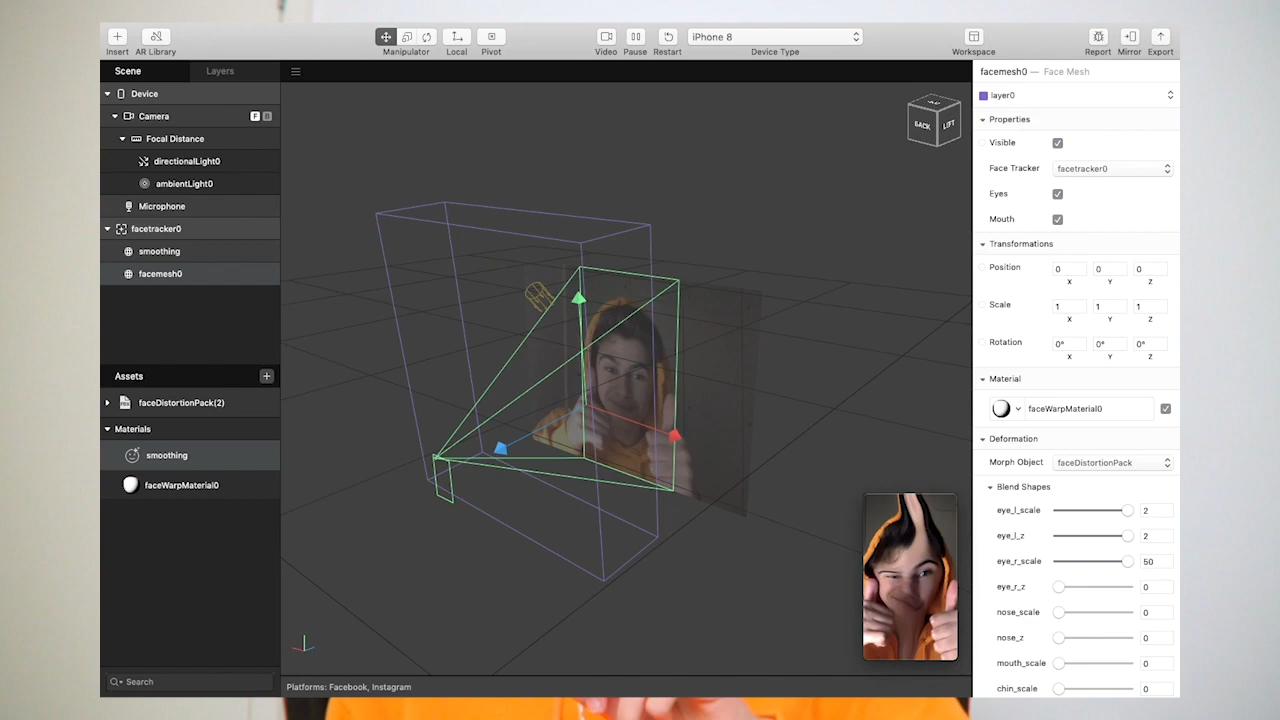 Insert AR Library Manipulator Local Pivot Video Pause Restart iPhone 8 Device Type Workspace Report Mirror Export
Scene Layers
Device
Camera F B
Focal Distance
directionalLight0
ambientLight0
Microphone
facetracker0
smoothing
facemesh0
Assets
faceDistortionPack(2)
Materials
smoothing
faceWarpMaterial0
Search
BACK LEFT
Platforms: Facebook, Instagram
facemesh0 — Face Mesh
layer0
Properties
Visible
Face Tracker facetracker0
Eyes
Mouth
Transformations
Position 0 0 0
X Y Z
Scale 1 1 1
X Y Z
Rotation 0° 0° 0°
X Y Z
Material
faceWarpMaterial0
Deformation
Morph Object faceDistortionPack
Blend Shapes
eye_l_scale 2
eye_l_z 2
eye_r_scale 50
eye_r_z 0
nose_scale 0
nose_z 0
mouth_scale 0
chin_scale 0